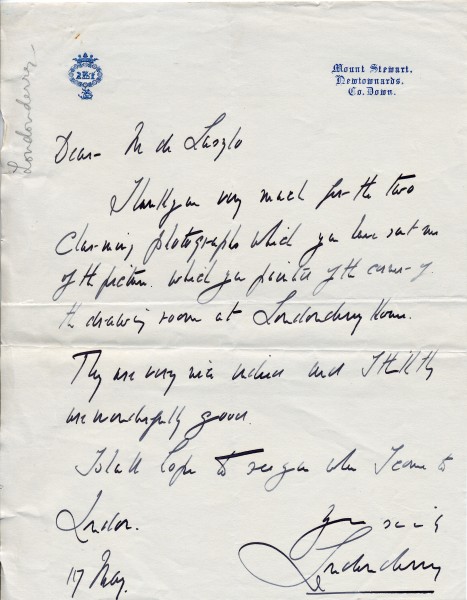 Londonderry
Mount Stewart,
Newtownards,
Co. Down.
Dear M de Laszlo
Thank you very much for the two
charming photographs which you have sent me
of the picture which you painted of the corner of
the drawing room at Londonderry House.
They are very nice indeed and I think they
are wonderfully good.
I shall hope to see you when I come to
London.
Yours
17 May.
Londonderry